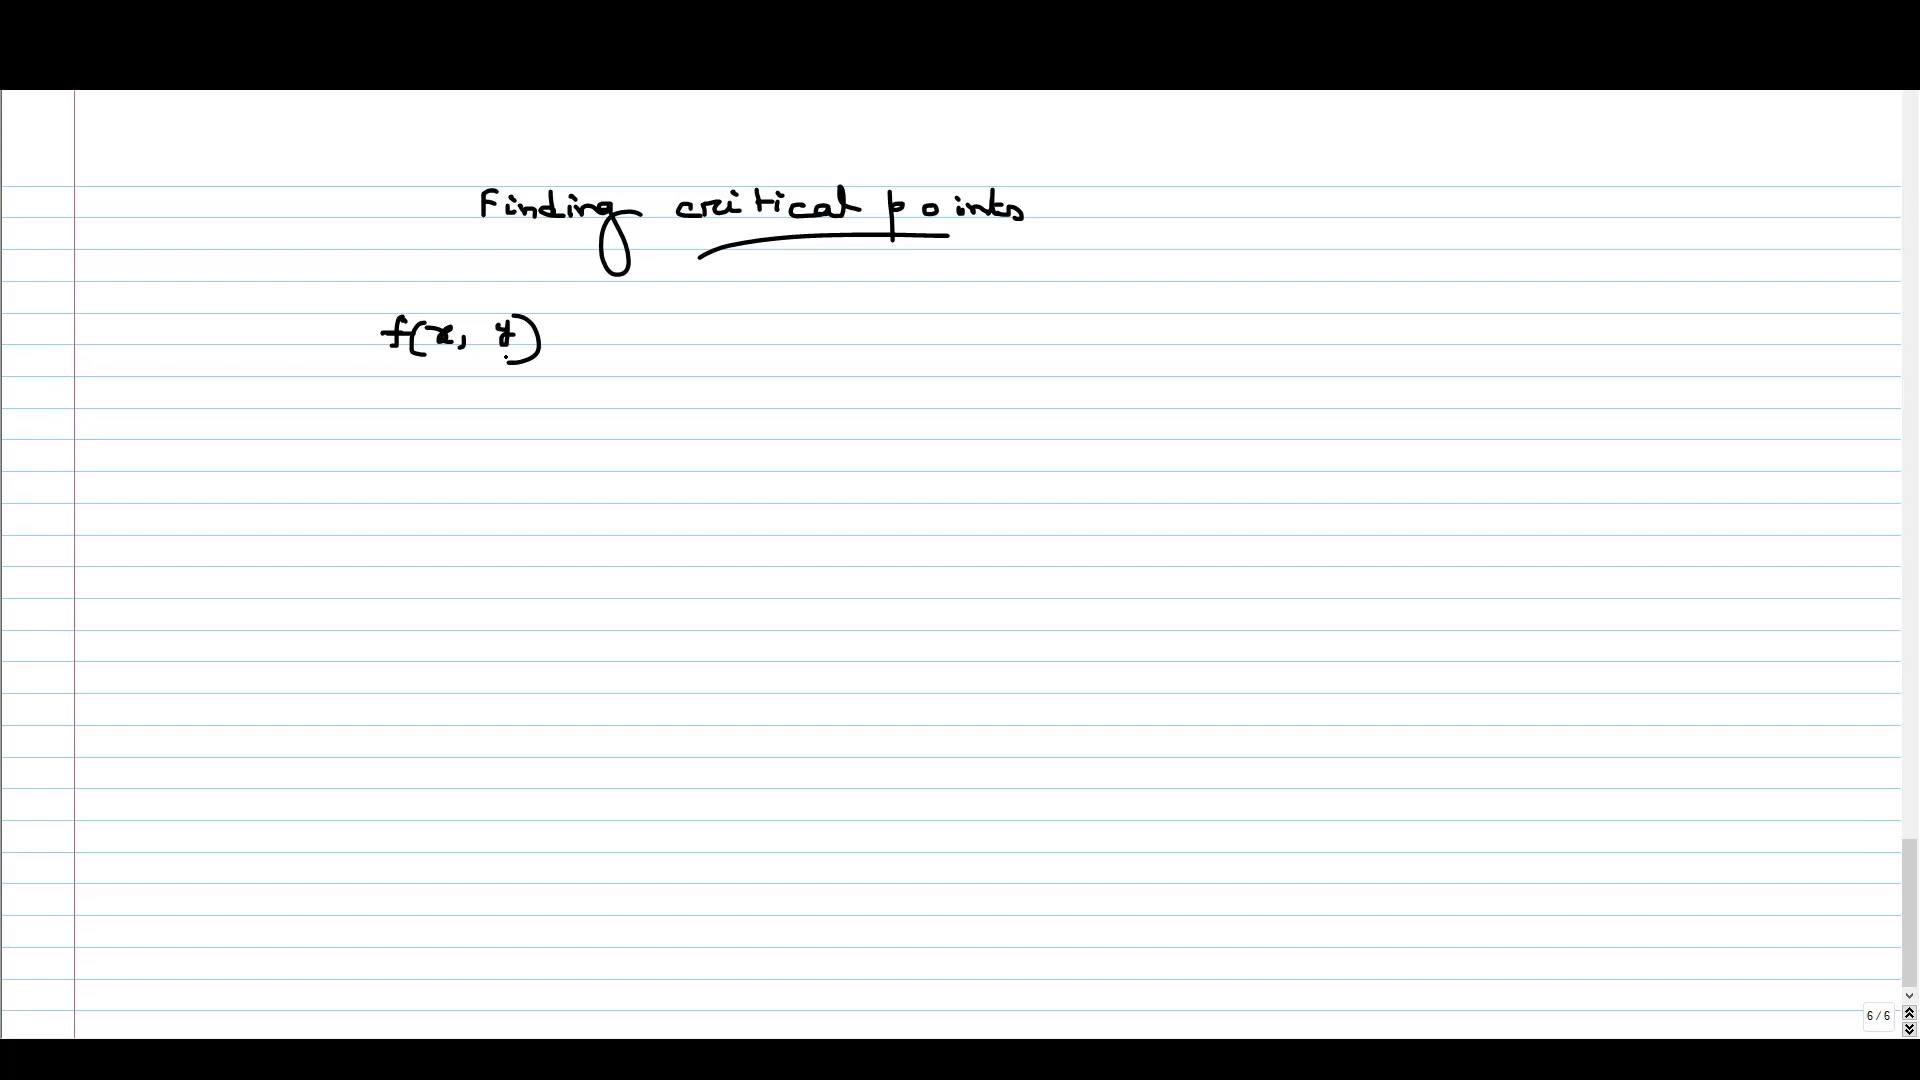 Finding critical points
f(x, y)
6 / 6